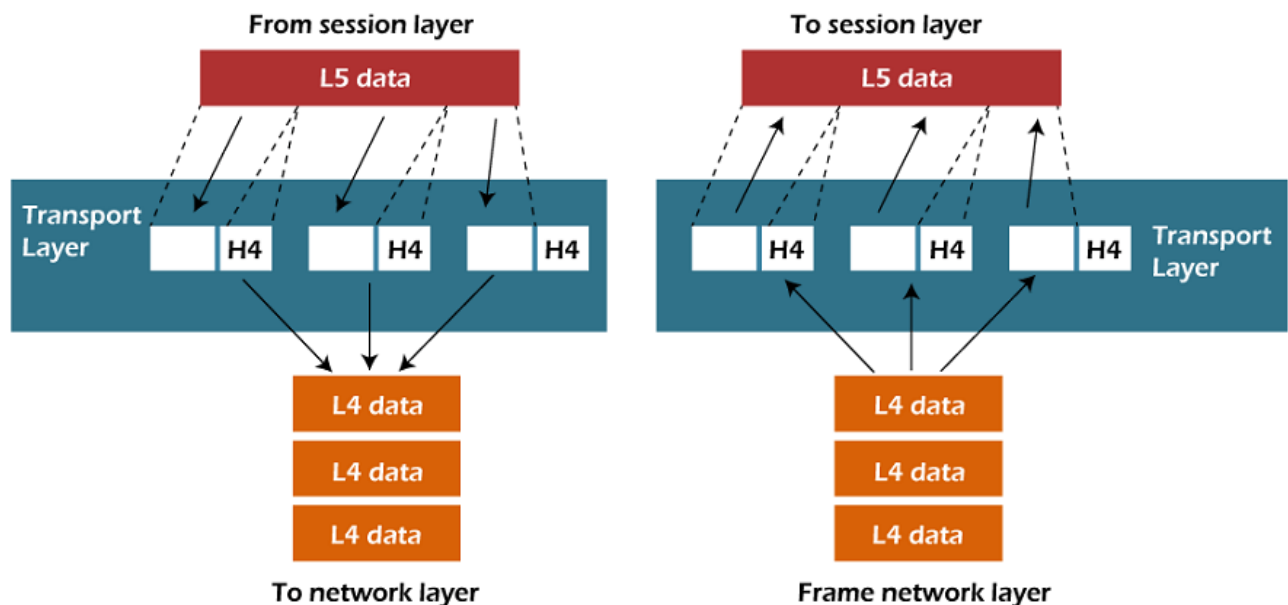 From session layer
L5 data
Transport
Layer
H4
H4
H4
L4 data
L4 data
L4 data
To network layer
To session layer
L5 data
H4
H4
H4
Transport
Layer
L4 data
L4 data
L4 data
Frame network layer